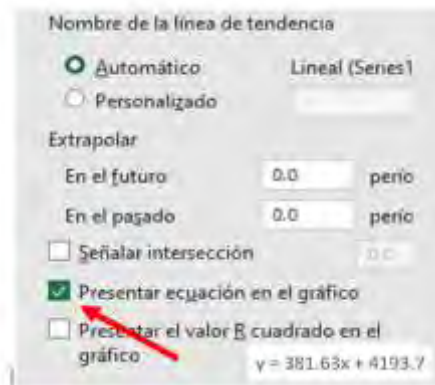 Nombre de la línea de tendencia
Automático Lineal (Series1
Personalizado
Extrapolar
En el futuro 0.0 perío
En el pasado 0.0 perío
Señalar intersección 0.0
Presentar ecuación en el gráfico
Presentar el valor R cuadrado en el
gráfico
y = 381.63x + 4193.7